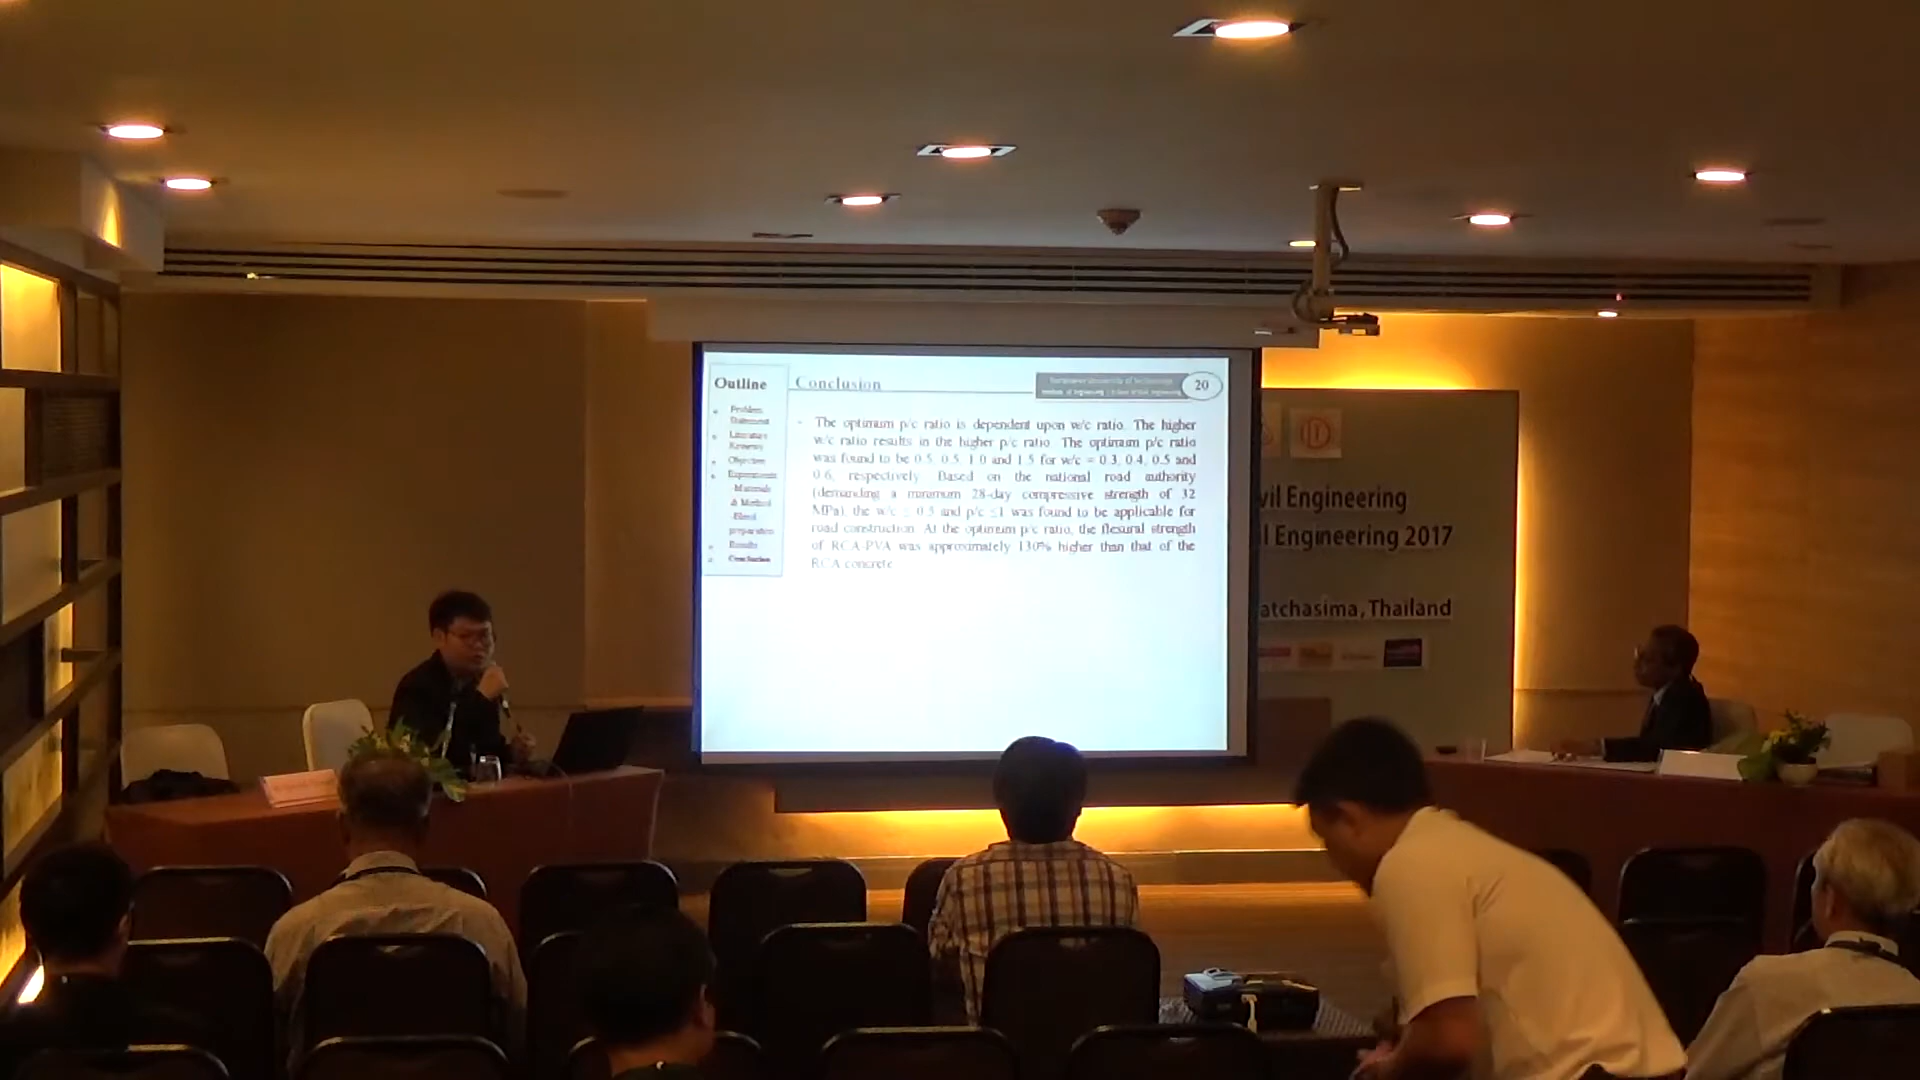 Outline
Problem
Statement
Literature
Review
Objective
Experiments
Materials
& Method
preparation
Results
Conclusion
Conclusion
20
The optimum p/c ratio is dependent upon w/c ratio. The higher
w/c ratio results in the higher p/c ratio. The optimum p/c ratio
was found to be 0.5, 0.5, 1.0 and 1.5 for w/c = 0.3, 0.4, 0.5 and
0.6, respectively. Based on the national road authority
(demanding a minimum 28-day compressive strength of 32
MPa), the w/c ≤ 0.5 and p/c ≤1 was found to be applicable for
road construction. At the optimum p/c ratio, the flexural strength
of RCA-PVA was approximately 130% higher than that of the
RCA concrete
vil Engineering
l Engineering 2017
atchasima, Thailand